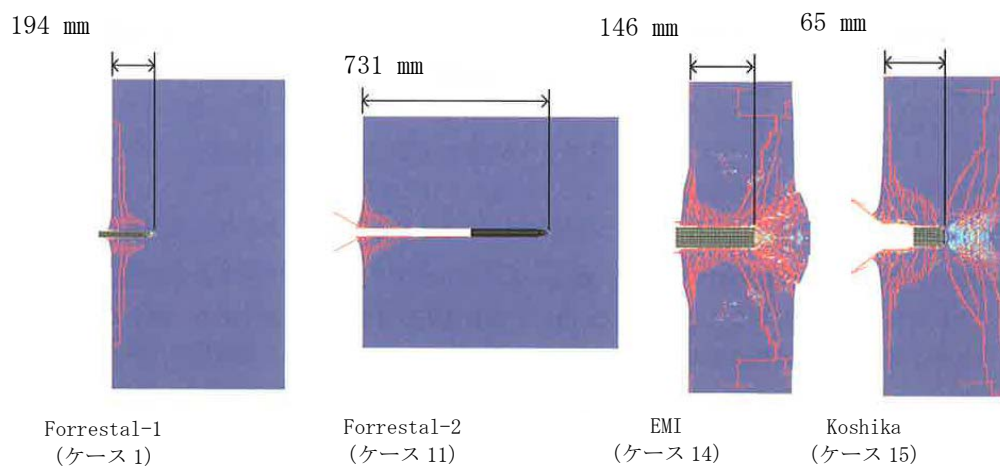 194 mm
731 mm
146 mm
65 mm
Forrestal-1
(ケース 1)
Forrestal-2
(ケース 11)
EMI
(ケース 14)
Koshika
(ケース 15)